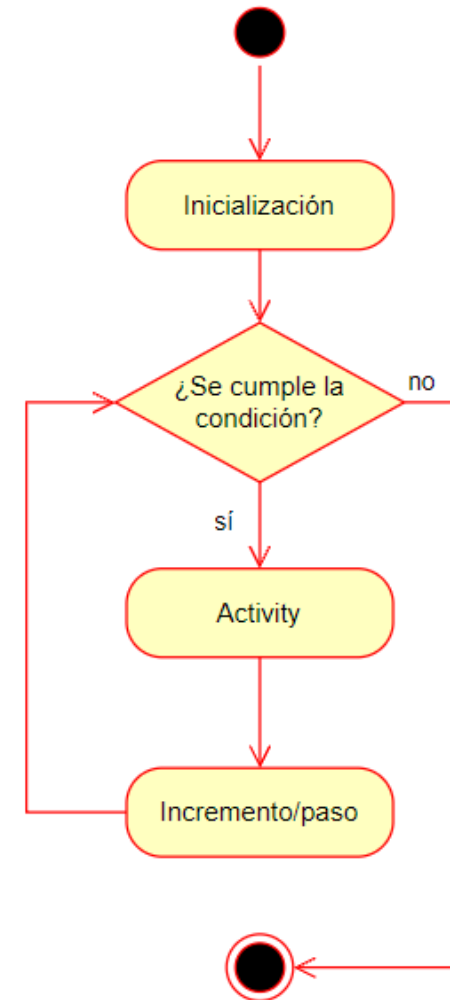 Inicialización
¿Se cumple la
condición?
no
sí
Activity
Incremento/paso